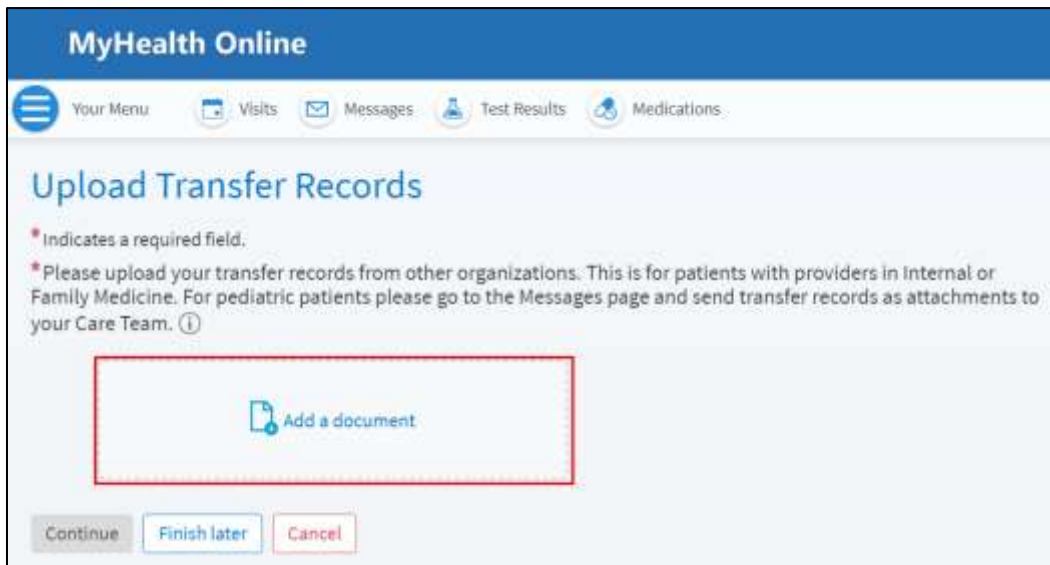 MyHealth Online
Your Menu Visits Messages Test Results Medications
Upload Transfer Records
*Indicates a required field.
*Please upload your transfer records from other organizations. This is for patients with providers in Internal or
Family Medicine. For pediatric patients please go to the Messages page and send transfer records as attachments to
your Care Team. ⓘ
Add a document
Continue Finish later Cancel